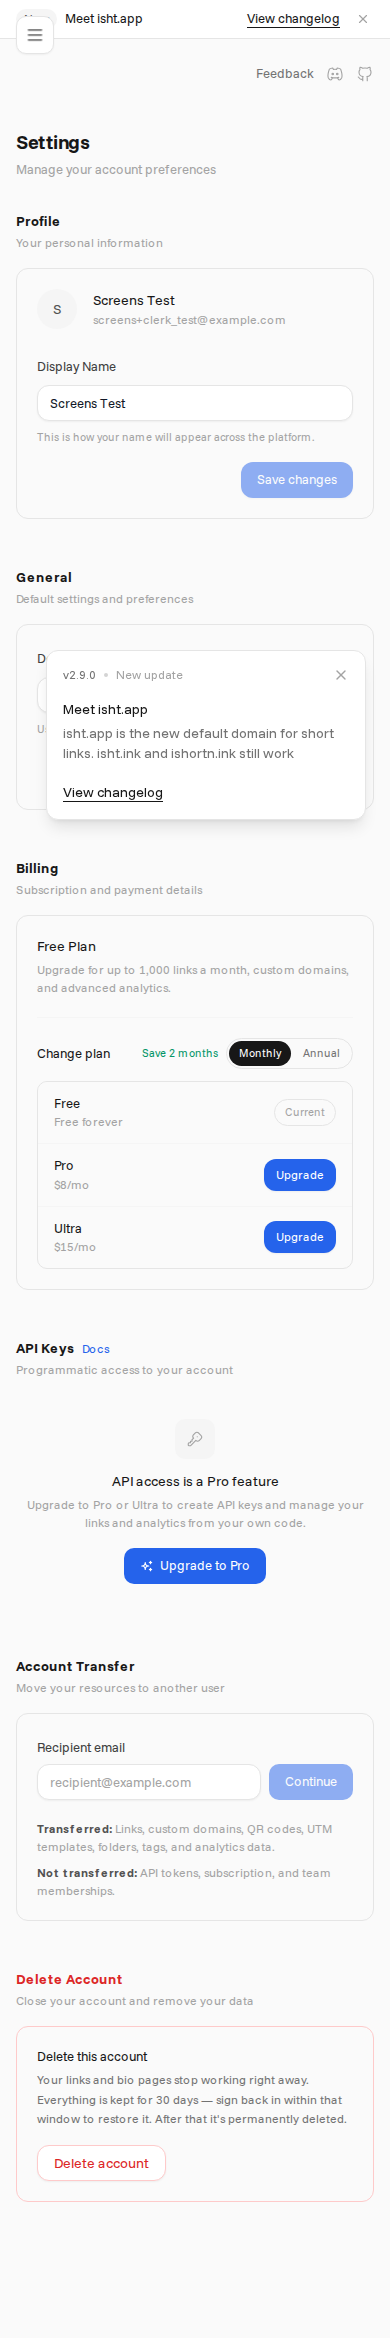 Meet isht.app
View changelog
Feedback
Settings
Manage your account preferences
Profile
Your personal information
S
Screens Test
screens+clerk_test@example.com
Display Name
Screens Test
This is how your name will appear across the platform.
Save changes
General
Default settings and preferences
v2.9.0 • New update
Meet isht.app
isht.app is the new default domain for short
links. isht.ink and ishortn.ink still work
View changelog
Billing
Subscription and payment details
Free Plan
Upgrade for up to 1,000 links a month, custom domains,
and advanced analytics.
Change plan
Save 2 months
Monthly
Annual
Free
Free forever
Current
Pro
$8/mo
Upgrade
Ultra
$15/mo
Upgrade
API Keys Docs
Programmatic access to your account
API access is a Pro feature
Upgrade to Pro or Ultra to create API keys and manage your
links and analytics from your own code.
Upgrade to Pro
Account Transfer
Move your resources to another user
Recipient email
recipient@example.com
Continue
Transferred: Links, custom domains, QR codes, UTM
templates, folders, tags, and analytics data.
Not transferred: API tokens, subscription, and team
memberships.
Delete Account
Close your account and remove your data
Delete this account
Your links and bio pages stop working right away.
Everything is kept for 30 days — sign back in within that
window to restore it. After that it's permanently deleted.
Delete account